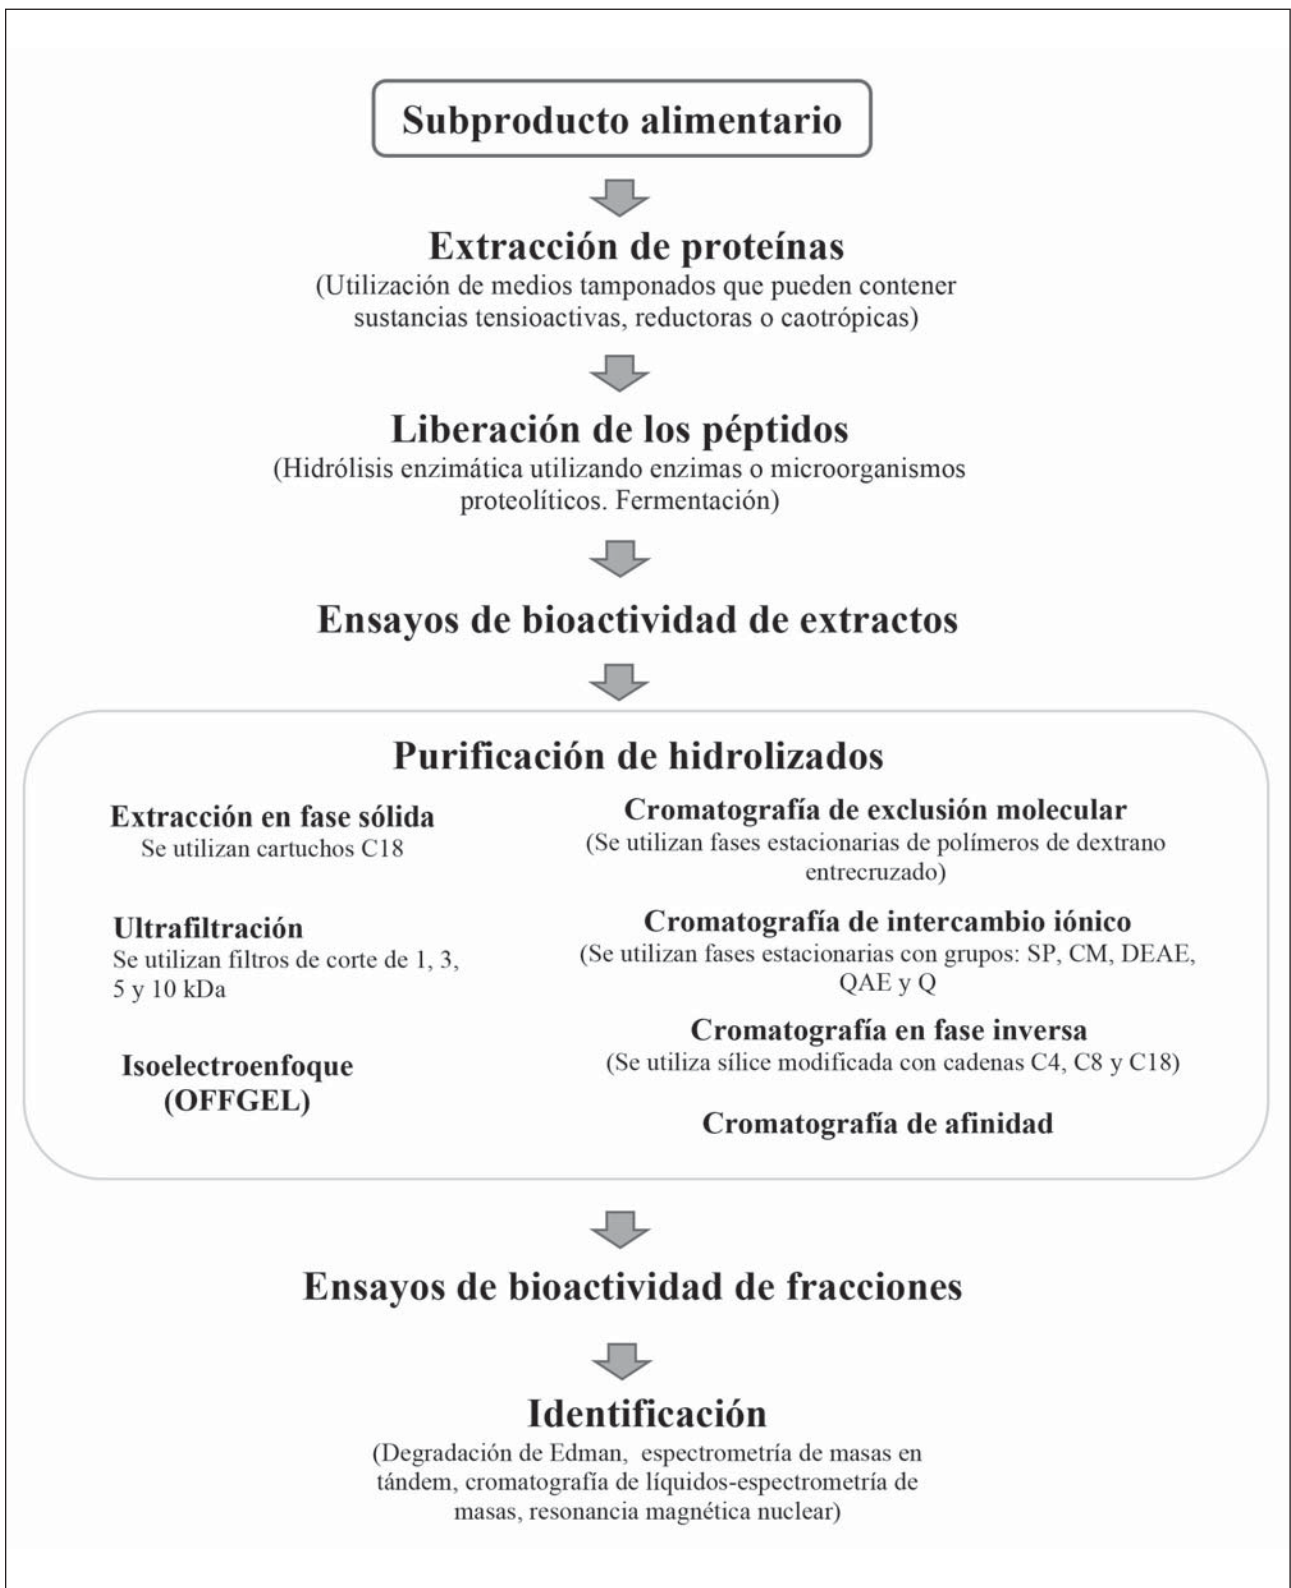 Subproducto alimentario
Extracción de proteínas
(Utilización de medios tamponados que pueden contener
sustancias tensioactivas, reductoras o caotrópicas)
Liberación de los péptidos
(Hidrólisis enzimática utilizando enzimas o microorganismos
proteolíticos. Fermentación)
Ensayos de bioactividad de extractos
Purificación de hidrolizados
Extracción en fase sólida
Se utilizan cartuchos C18
Ultrafiltración
Se utilizan filtros de corte de 1, 3,
5 y 10 kDa
Isoelectroenfoque
(OFFGEL)
Cromatografía de exclusión molecular
(Se utilizan fases estacionarias de polímeros de dextrano
entrecruzado)
Cromatografía de intercambio iónico
(Se utilizan fases estacionarias con grupos: SP, CM, DEAE,
QAE y Q
Cromatografía en fase inversa
(Se utiliza sílice modificada con cadenas C4, C8 y C18)
Cromatografía de afinidad
Ensayos de bioactividad de fracciones
Identificación
(Degradación de Edman, espectrometría de masas en
tándem, cromatografía de líquidos-espectrometría de
masas, resonancia magnética nuclear)